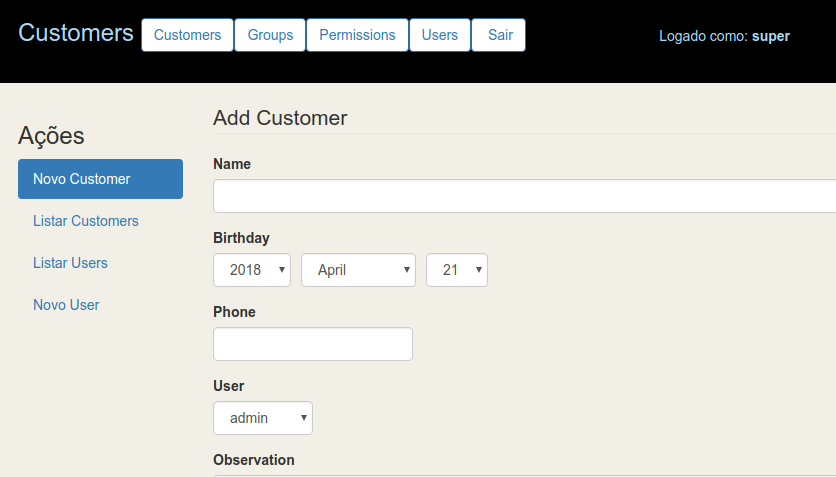 Customers Customers Groups Permissions Users Sair Logado como: super
Ações
Novo Customer
Listar Customers
Listar Users
Novo User
Add Customer
Name
Birthday
2018 April 21
Phone
User
admin
Observation